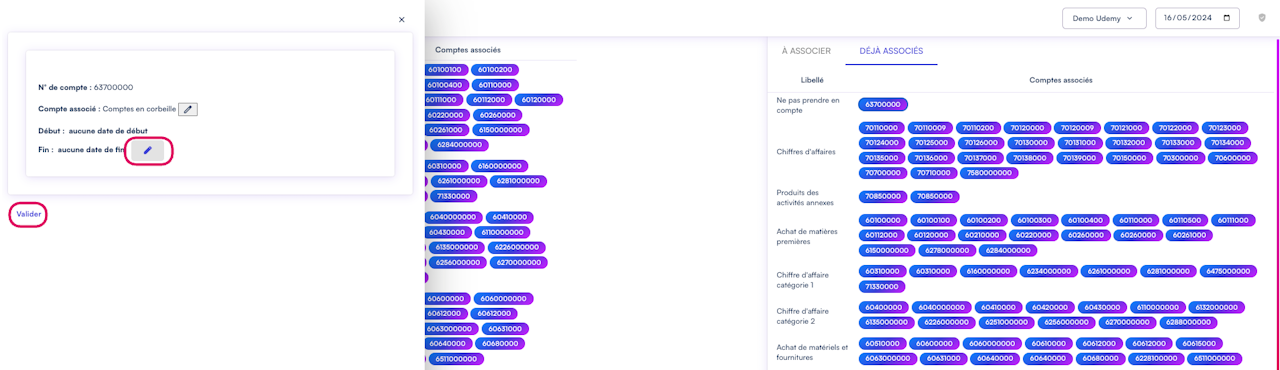 ×
N° de compte : 63700000
Compte associé : Comptes en corbeille
Début : aucune date de début
Fin : aucune date de fin
Valider
Demo Udemy
16/05/2024
Comptes associés
60100100 60100200
60100400 60110000
60111000 60112000 60120000
60220000 60260000
60261000 6150000000
6284000000
60310000 6160000000
6261000000 6281000000
71330000
6040000000 60410000
60430000 6110000000
6135000000 6226000000
6256000000 6270000000
60600000 6060000000
60612000 60612000
6063000000 60631000
60640000 60680000
6511000000
À ASSOCIER DÉJÀ ASSOCIÉS
Libellé Comptes associés
Ne pas prendre en
compte
63700000
Chiffres d'affaires
70110000 70110009 70110200 70120000 70120009 70121000 70122000 70123000
70124000 70125000 70126000 70130000 70131000 70132000 70133000 70134000
70135000 70136000 70137000 70138000 70139000 70150000 70300000 70600000
70700000 70710000 7580000000
Produits des
activités annexes
70850000 70850000
Achat de matières
premières
60100000 60100100 60100200 60100300 60100400 60110000 60110500 60111000
60112000 60120000 60210000 60220000 60260000 60260000 60261000
6150000000 6278000000 6284000000
Chiffre d'affaire
catégorie 1
60310000 60310000 6160000000 6234000000 6261000000 6281000000 6475000000
71330000
Chiffre d'affaire
catégorie 2
60400000 6040000000 60410000 60420000 60430000 6110000000 6132000000
6135000000 6226000000 6251000000 6256000000 6270000000 6288000000
Achat de matériels et
fournitures
60510000 60600600 6060000000 60610000 60612000 60612000 60615000
6063000000 60631000 60640000 60640000 60680000 6228100000 6511000000